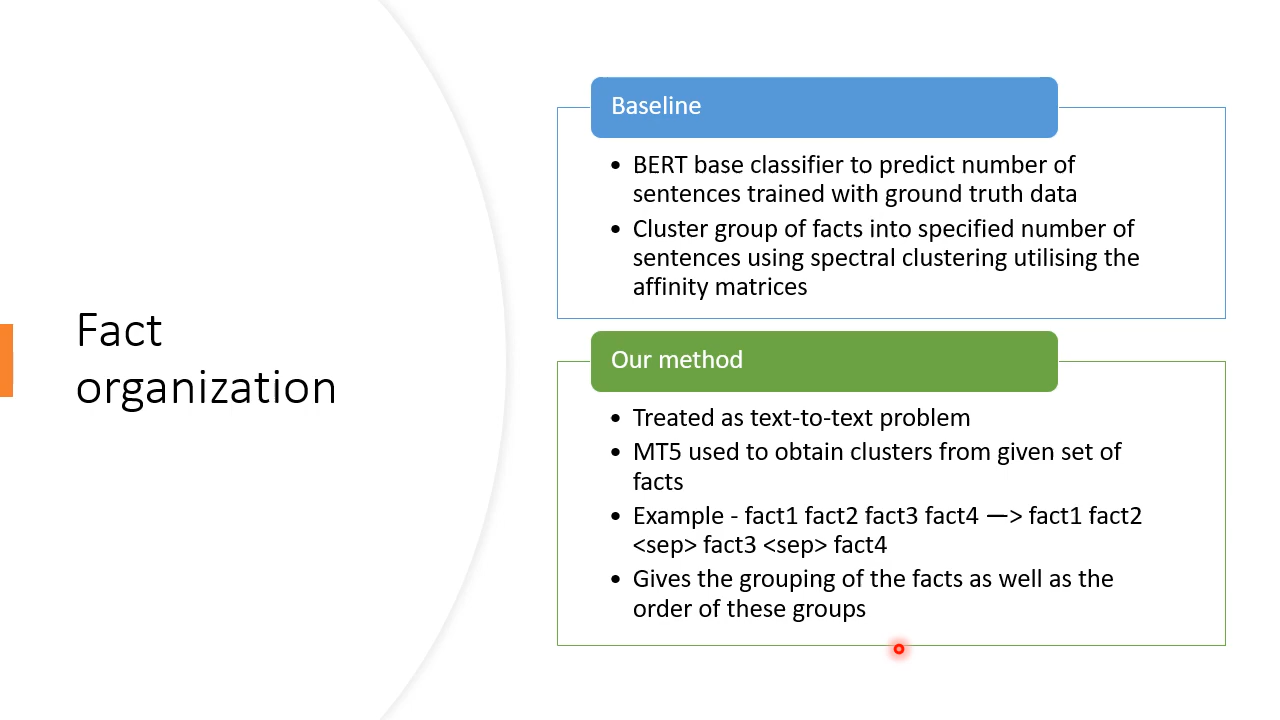 Fact
organization
Baseline
• BERT base classifier to predict number of
sentences trained with ground truth data
• Cluster group of facts into specified number of
sentences using spectral clustering utilising the
affinity matrices
Our method
• Treated as text-to-text problem
• MT5 used to obtain clusters from given set of
facts
• Example - fact1 fact2 fact3 fact4 —> fact1 fact2
<sep> fact3 <sep> fact4
• Gives the grouping of the facts as well as the
order of these groups